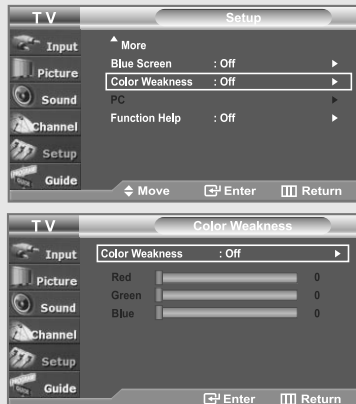 T V Setup
Input
Picture
Sound
Channel
Setup
Guide
More
Blue Screen : Off
Color Weakness : Off
PC
Function Help : Off
Move Enter Return
T V Color Weakness
Input
Picture
Sound
Channel
Setup
Guide
Color Weakness : Off
Red 0
Green 0
Blue 0
Enter Return